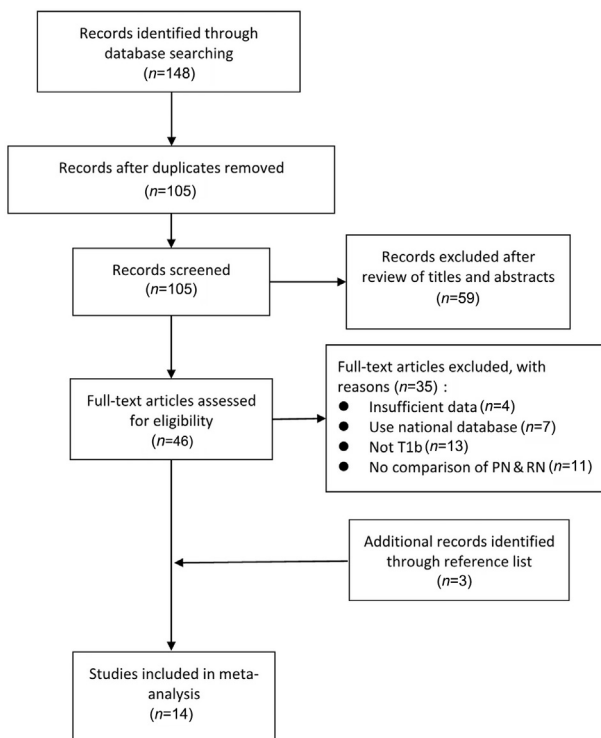 Records identified through
database searching
(n=148)
Records after duplicates removed
(n=105)
Records screened
(n=105)
Records excluded after
review of titles and abstracts
(n=59)
Full-text articles assessed
for eligibility
(n=46)
Full-text articles excluded, with
reasons (n=35) :
● Insufficient data (n=4)
● Use national database (n=7)
● Not T1b (n=13)
● No comparison of PN & RN (n=11)
Additional records identified
through reference list
(n=3)
Studies included in meta-
analysis
(n=14)